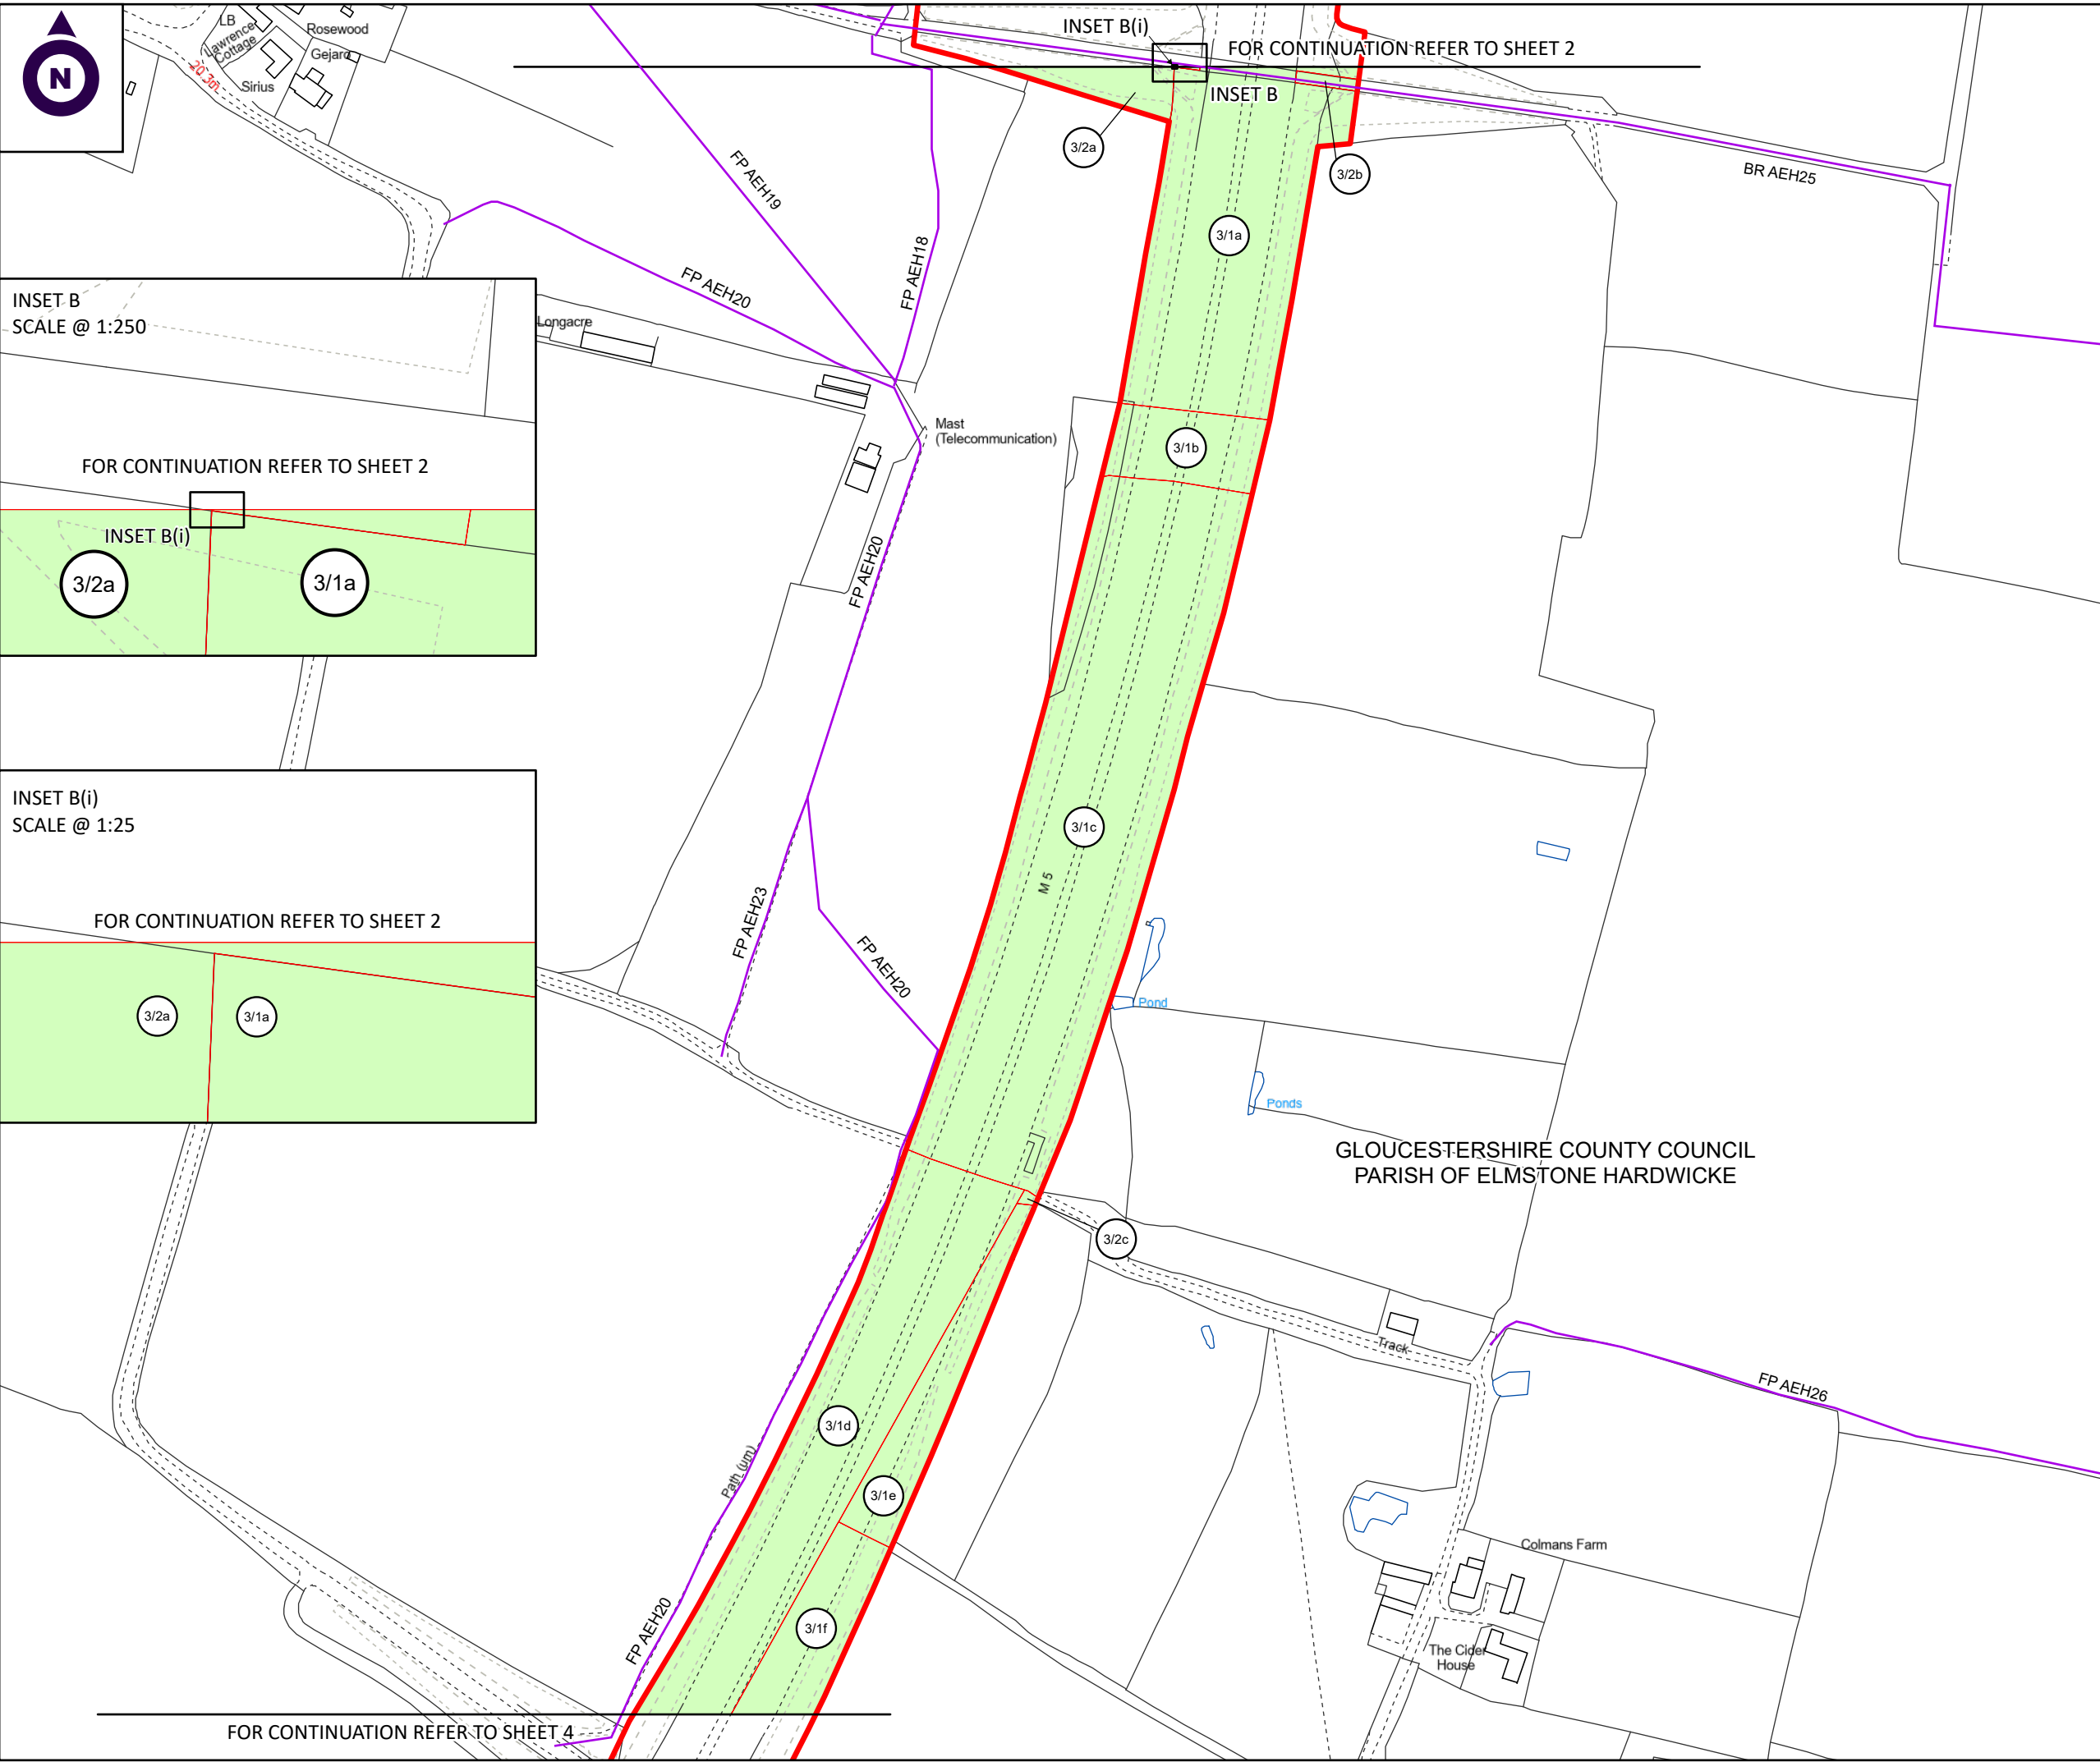 N
LB
Lawrence
Cottage
Rosewood
Gejaro
Sirius
20.3m
INSET B(i)
FOR CONTINUATION REFER TO SHEET 2
INSET B
3/2a
3/2b
BR AEH25
FP AEH19
FP AEH18
FP AEH20
3/1a
INSET B
SCALE @ 1:250
FOR CONTINUATION REFER TO SHEET 2
INSET B(i)
3/2a
3/1a
Longacre
Mast
(Telecommunication)
3/1b
FP AEH20
INSET B(i)
SCALE @ 1:25
FOR CONTINUATION REFER TO SHEET 2
3/2a
3/1a
3/1c
M 5
FP AEH23
FP AEH20
Pond
Ponds
GLOUCESTERSHIRE COUNTY COUNCIL
PARISH OF ELMSTONE HARDWICKE
3/2c
Track
FP AEH26
3/1d
Path (um)
3/1e
Colmans Farm
3/1f
FP AEH20
The Cider
House
FOR CONTINUATION REFER TO SHEET 4